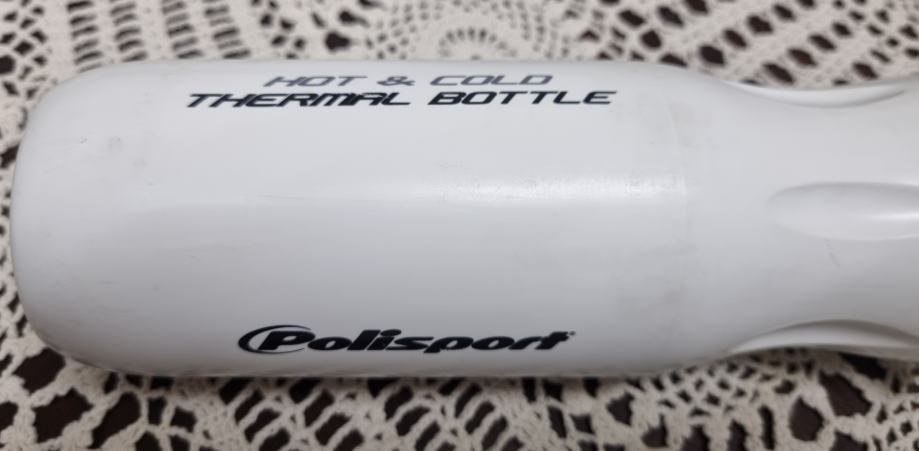 HOT & COLD
THERMAL BOTTLE
Polisport